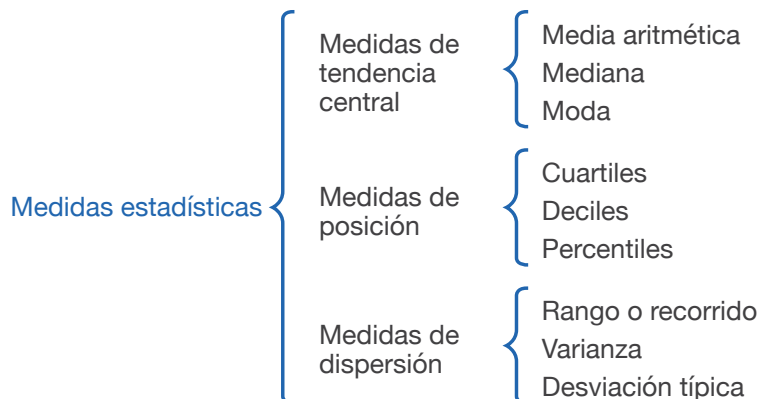 Medidas estadísticas
Medidas de
tendencia
central
Media aritmética
Mediana
Moda
Medidas de
posición
Cuartiles
Deciles
Percentiles
Medidas de
dispersión
Rango o recorrido
Varianza
Desviación típica